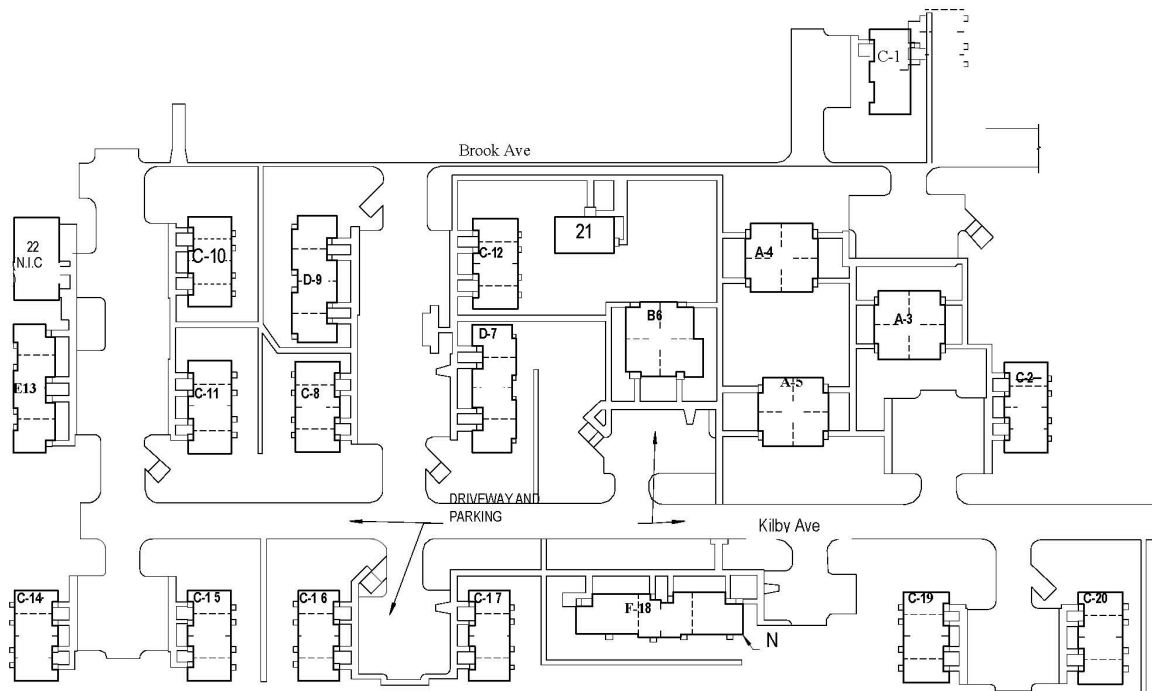 C-1
Brook Ave
22
N.I.C
C-10
D-9
C-12
21
A-4
A-3
B6
D-7
E13
C-11
C-8
A-5
C-2
DRIVEWAY AND
PARKING
Kilby Ave
C-14
C-1 5
C-1 6
C-1 7
F-18
N
C-19
C-20